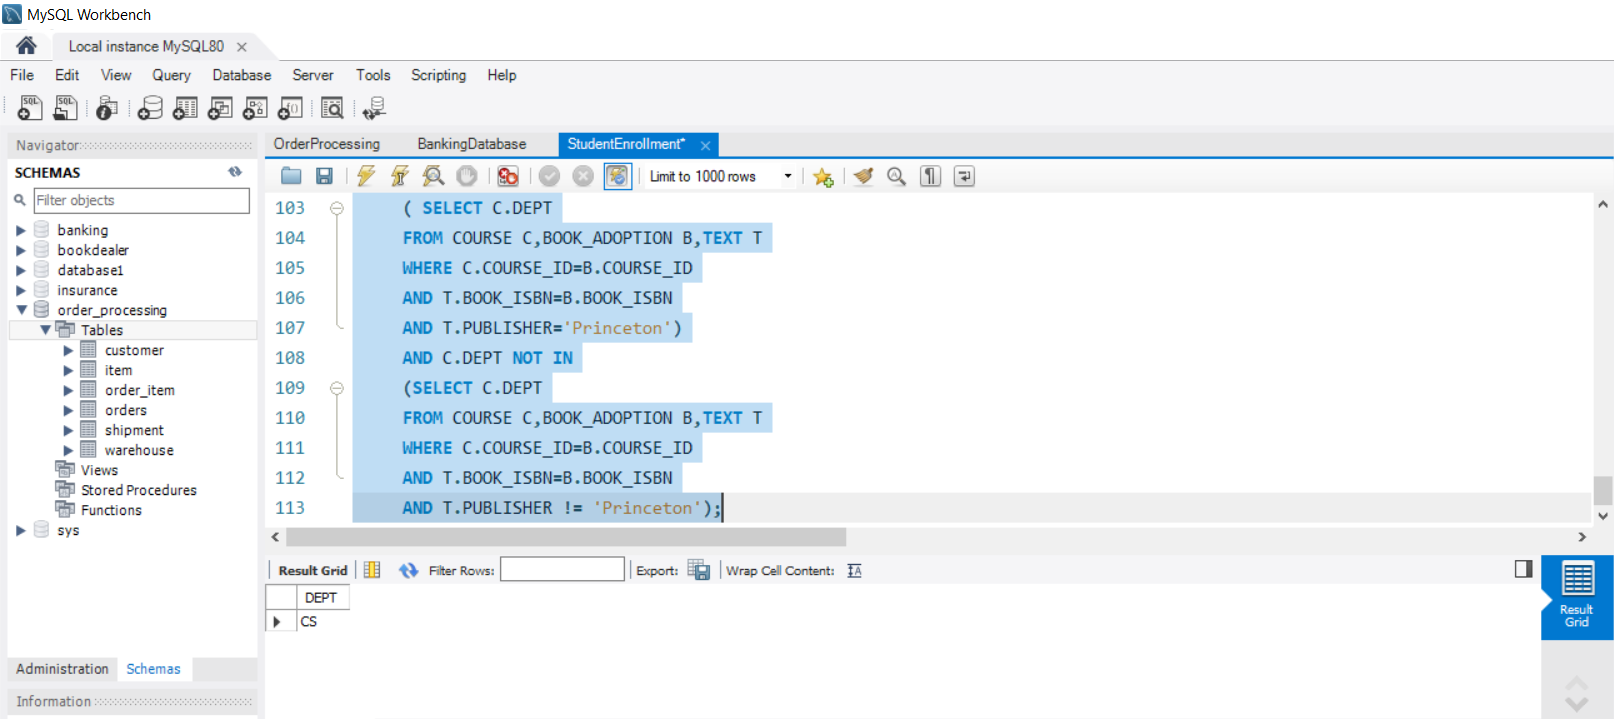 MySQL Workbench
Local instance MySQL80
File Edit View Query Database Server Tools Scripting Help
Navigator
SCHEMAS
Filter objects
banking
bookdealer
database1
insurance
order_processing
Tables
customer
item
order_item
orders
shipment
warehouse
Views
Stored Procedures
Functions
sys
Administration Schemas
Information
OrderProcessing BankingDatabase StudentEnrollment*
Limit to 1000 rows
103 ( SELECT C.DEPT
104 FROM COURSE C,BOOK_ADOPTION B,TEXT T
105 WHERE C.COURSE_ID=B.COURSE_ID
106 AND T.BOOK_ISBN=B.BOOK_ISBN
107 AND T.PUBLISHER='Princeton')
108 AND C.DEPT NOT IN
109 (SELECT C.DEPT
110 FROM COURSE C,BOOK_ADOPTION B,TEXT T
111 WHERE C.COURSE_ID=B.COURSE_ID
112 AND T.BOOK_ISBN=B.BOOK_ISBN
113 AND T.PUBLISHER != 'Princeton');
Result Grid Filter Rows: Export: Wrap Cell Content:
DEPT
CS
Result
Grid